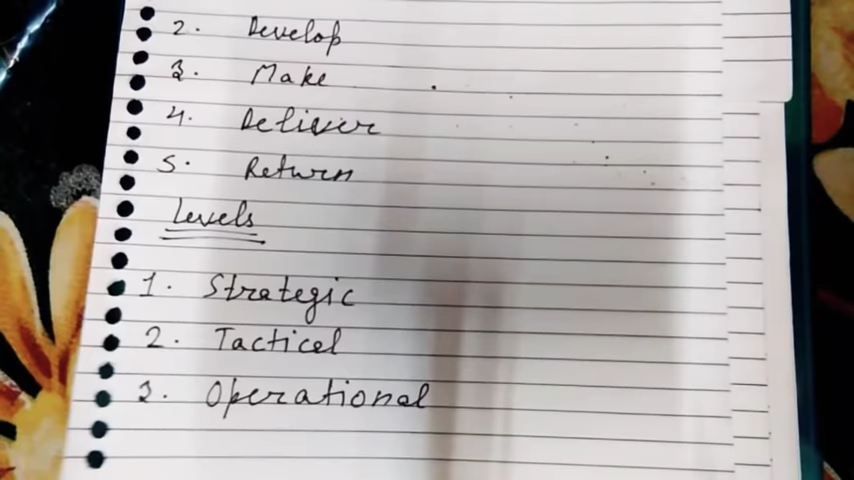 2. Develop
3. Make
4. Deliver
5. Return
Levels
1. Strategic
2. Tactical
3. Operational